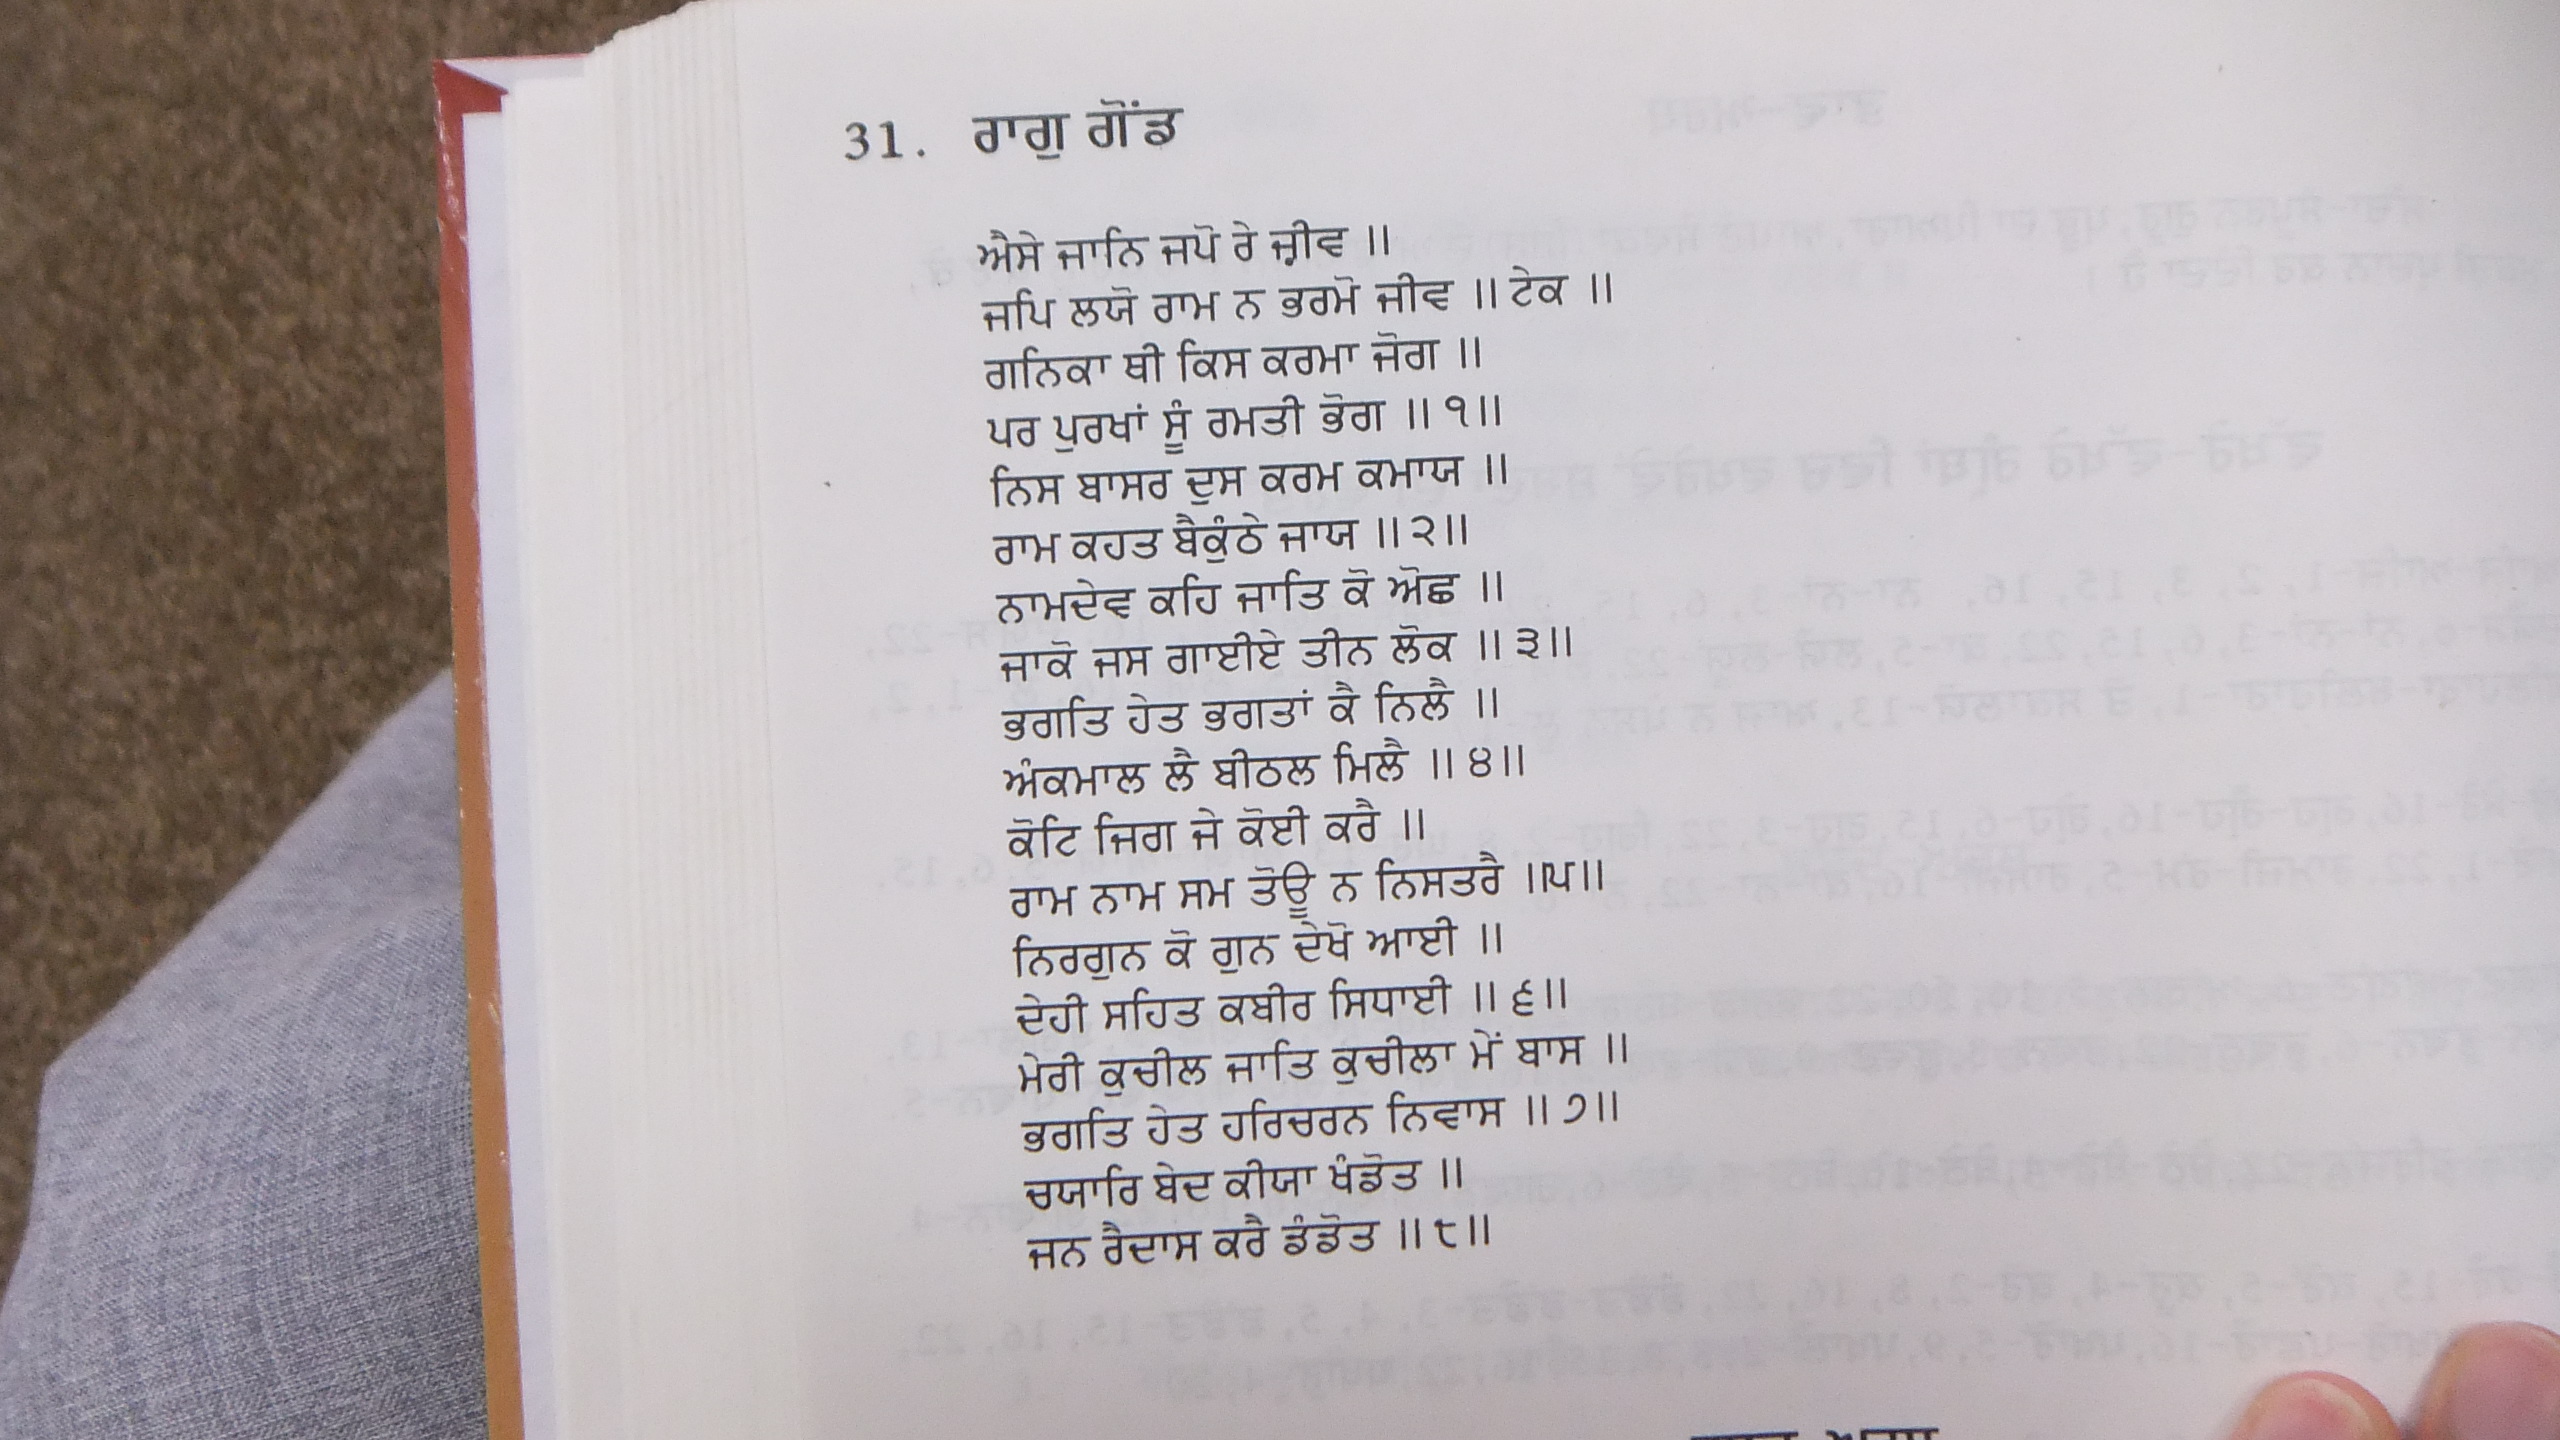 31. ਰਾਗੁ ਗੋਂਡ
ਐਸੇ ਜਾਨਿ ਜਪੋ ਰੇ ਜੀਵ ॥
ਜਪਿ ਲਯੋ ਰਾਮ ਨ ਭਰਮੋ ਜੀਵ ॥ ਟੇਕ ॥
ਗਨਿਕਾ ਥੀ ਕਿਸ ਕਰਮਾ ਜੋਗ ॥
ਪਰ ਪੁਰਖਾਂ ਸੂੰ ਰਮਤੀ ਭੋਗ ॥ ੧॥
ਨਿਸ ਬਾਸਰ ਦੁਸ ਕਰਮ ਕਮਾਯ ॥
ਰਾਮ ਕਹਤ ਬੈਕੁੰਠੇ ਜਾਯ ॥ ੨॥
ਨਾਮਦੇਵ ਕਹਿ ਜਾਤਿ ਕੋ ਔਛ ॥
ਜਾਕੋ ਜਸ ਗਾਈਏ ਤੀਨ ਲੋਕ ॥ ੩॥
ਭਗਤਿ ਹੇਤ ਭਗਤਾਂ ਕੈ ਨਿਲੈ ॥
ਅੰਕਮਾਲ ਲੈ ਬੀਠਲ ਮਿਲੈ ॥ ੪॥
ਕੋਟਿ ਜਿਗ ਜੇ ਕੋਈ ਕਰੈ ॥
ਰਾਮ ਨਾਮ ਸਮ ਤੋਊ ਨ ਨਿਸਤਰੈ ॥੫॥
ਨਿਰਗੁਨ ਕੋ ਗੁਨ ਦੇਖੋ ਆਈ ॥
ਦੇਹੀ ਸਹਿਤ ਕਬੀਰ ਸਿਧਾਈ ॥ ੬॥
ਮੇਰੀ ਕੁਚੀਲ ਜਾਤਿ ਕੁਚੀਲਾ ਮੇਂ ਬਾਸ ॥
ਭਗਤਿ ਹੇਤ ਹਰਿਚਰਨ ਨਿਵਾਸ ॥ ੭॥
ਚਯਾਰਿ ਬੇਦ ਕੀਯਾ ਖੰਡੋਤ ॥
ਜਨ ਰੈਦਾਸ ਕਰੈ ਡੰਡੋਤ ॥ ੮॥